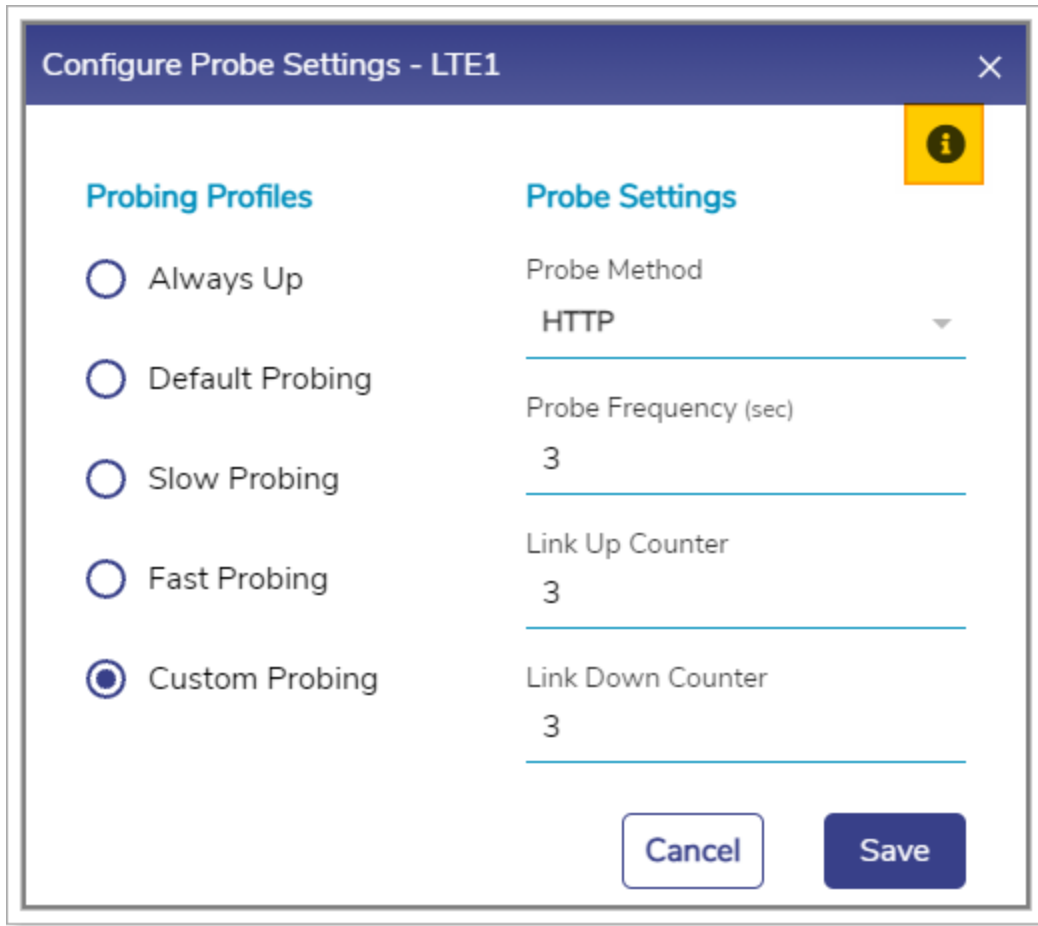 Configure Probe Settings - LTE1
Probing Profiles
Always Up
Default Probing
Slow Probing
Fast Probing
Custom Probing
Probe Settings
Probe Method
HTTP
Probe Frequency (sec)
3
Link Up Counter
3
Link Down Counter
3
Cancel
Save